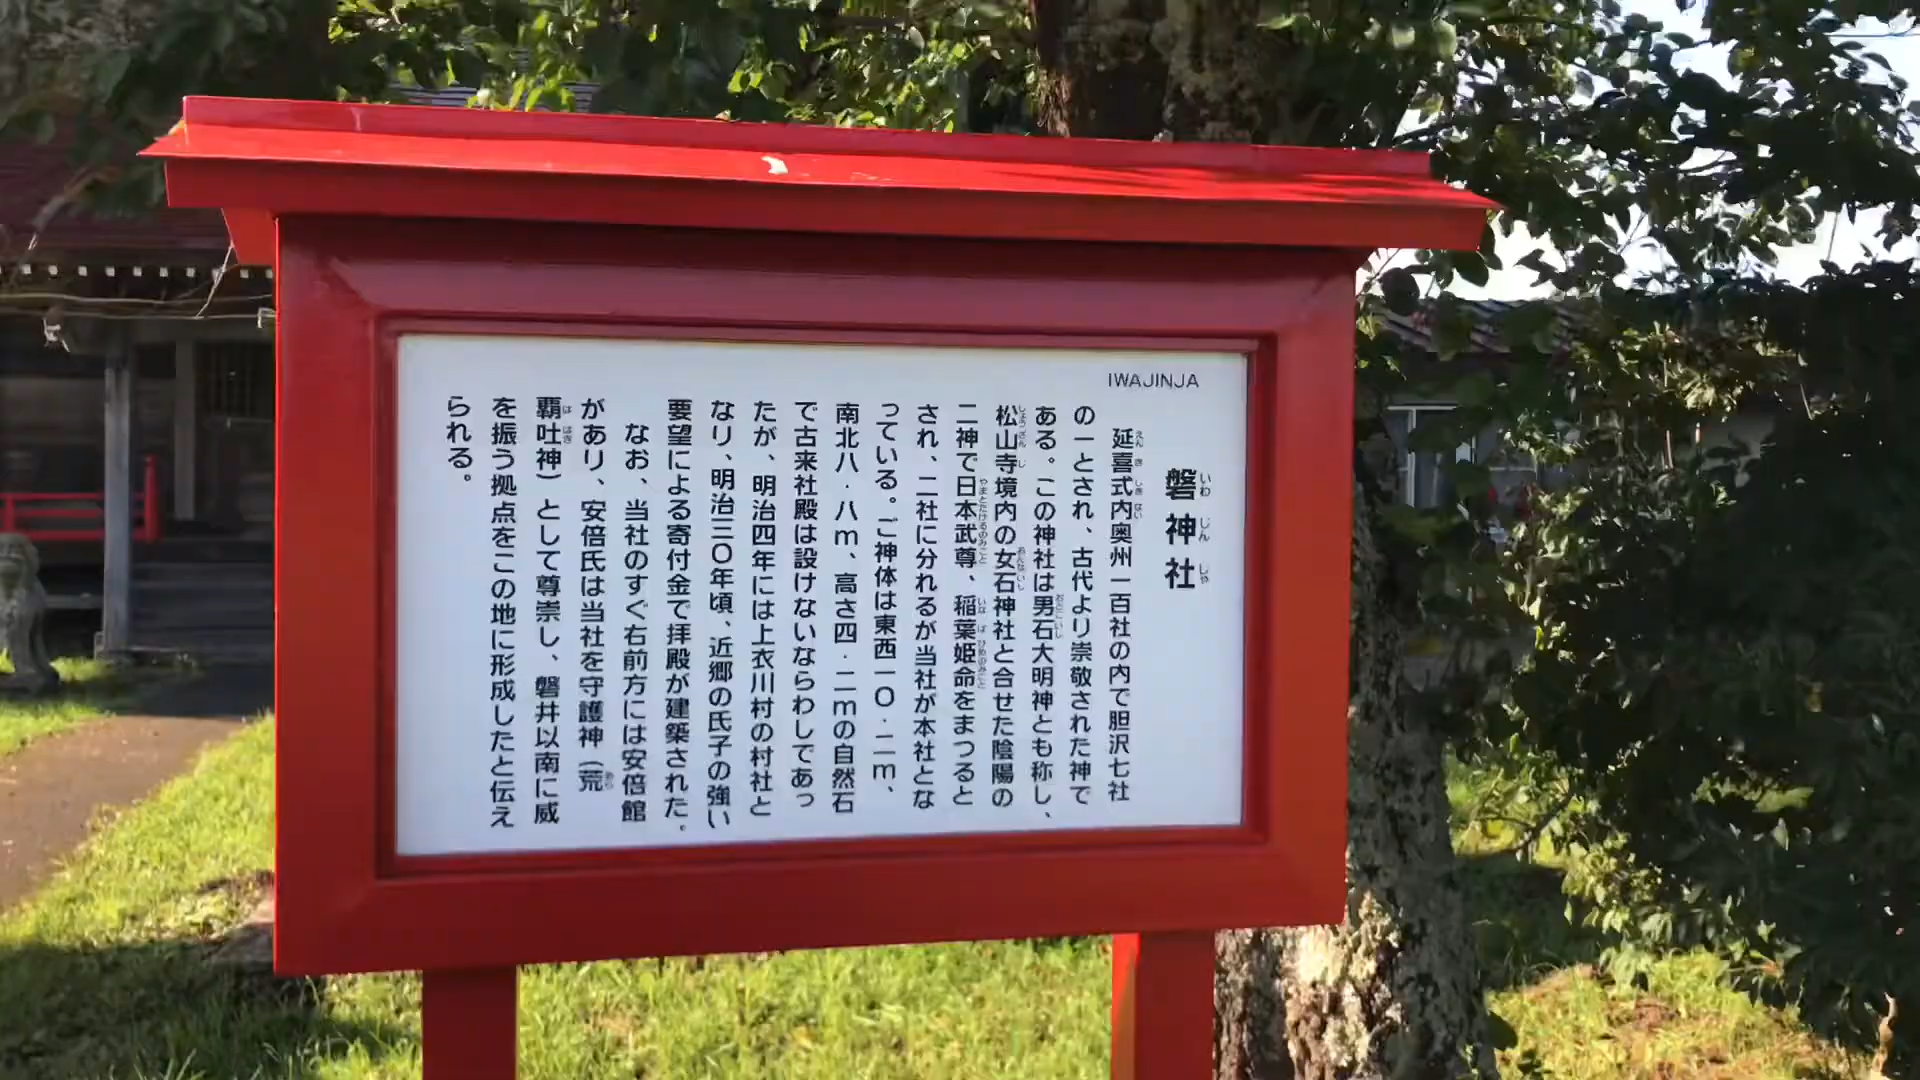 IWAJINJA
磐神社
延喜式内奥州一百社の内で胆沢七社
の一とされ、古代より崇敬された神で
ある。この神社は男石大明神とも称し、
松山寺境内の女石神社と合せた陰陽の
二神で日本武尊、稲葉姫命をまつると
され、二社に分れるが当社が本社とな
っている。ご神体は東西一〇・二m、
南北八・八m、高さ四・二mの自然石
で古来社殿は設けないならわしであっ
たが、明治四年には上衣川村の村社と
なり、明治三〇年頃、近郷の氏子の強い
要望による寄付金で拝殿が建築された。
なお、当社のすぐ右前方には安倍館
があり、安倍氏は当社を守護神（荒
覇吐神）として尊崇し、磐井以南に威
を振う拠点をこの地に形成したと伝え
られる。